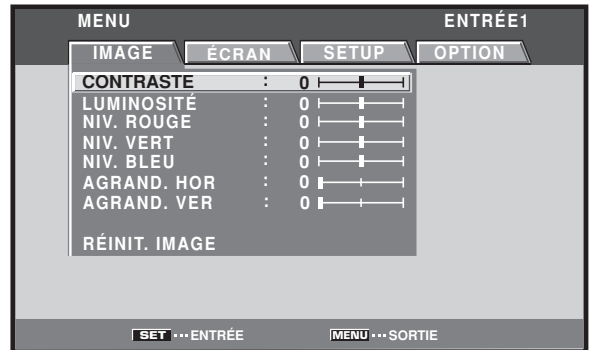 MENU ENTRÉE1
IMAGE ÉCRAN SETUP OPTION
CONTRASTE : 0
LUMINOSITÉ : 0
NIV. ROUGE : 0
NIV. VERT : 0
NIV. BLEU : 0
AGRAND. HOR : 0
AGRAND. VER : 0
RÉINIT. IMAGE
SET ··· ENTRÉE MENU ··· SORTIE